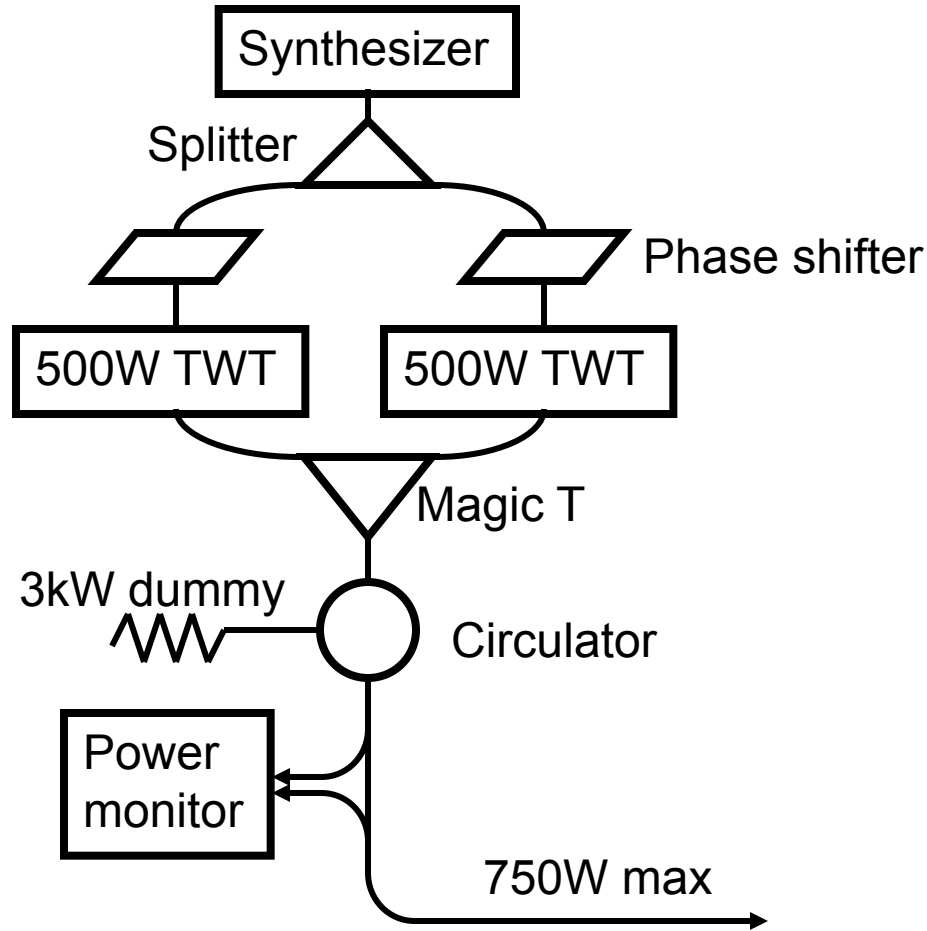 Synthesizer
Splitter
Phase shifter
500W TWT
500W TWT
Magic T
3kW dummy
Circulator
Power
monitor
750W max